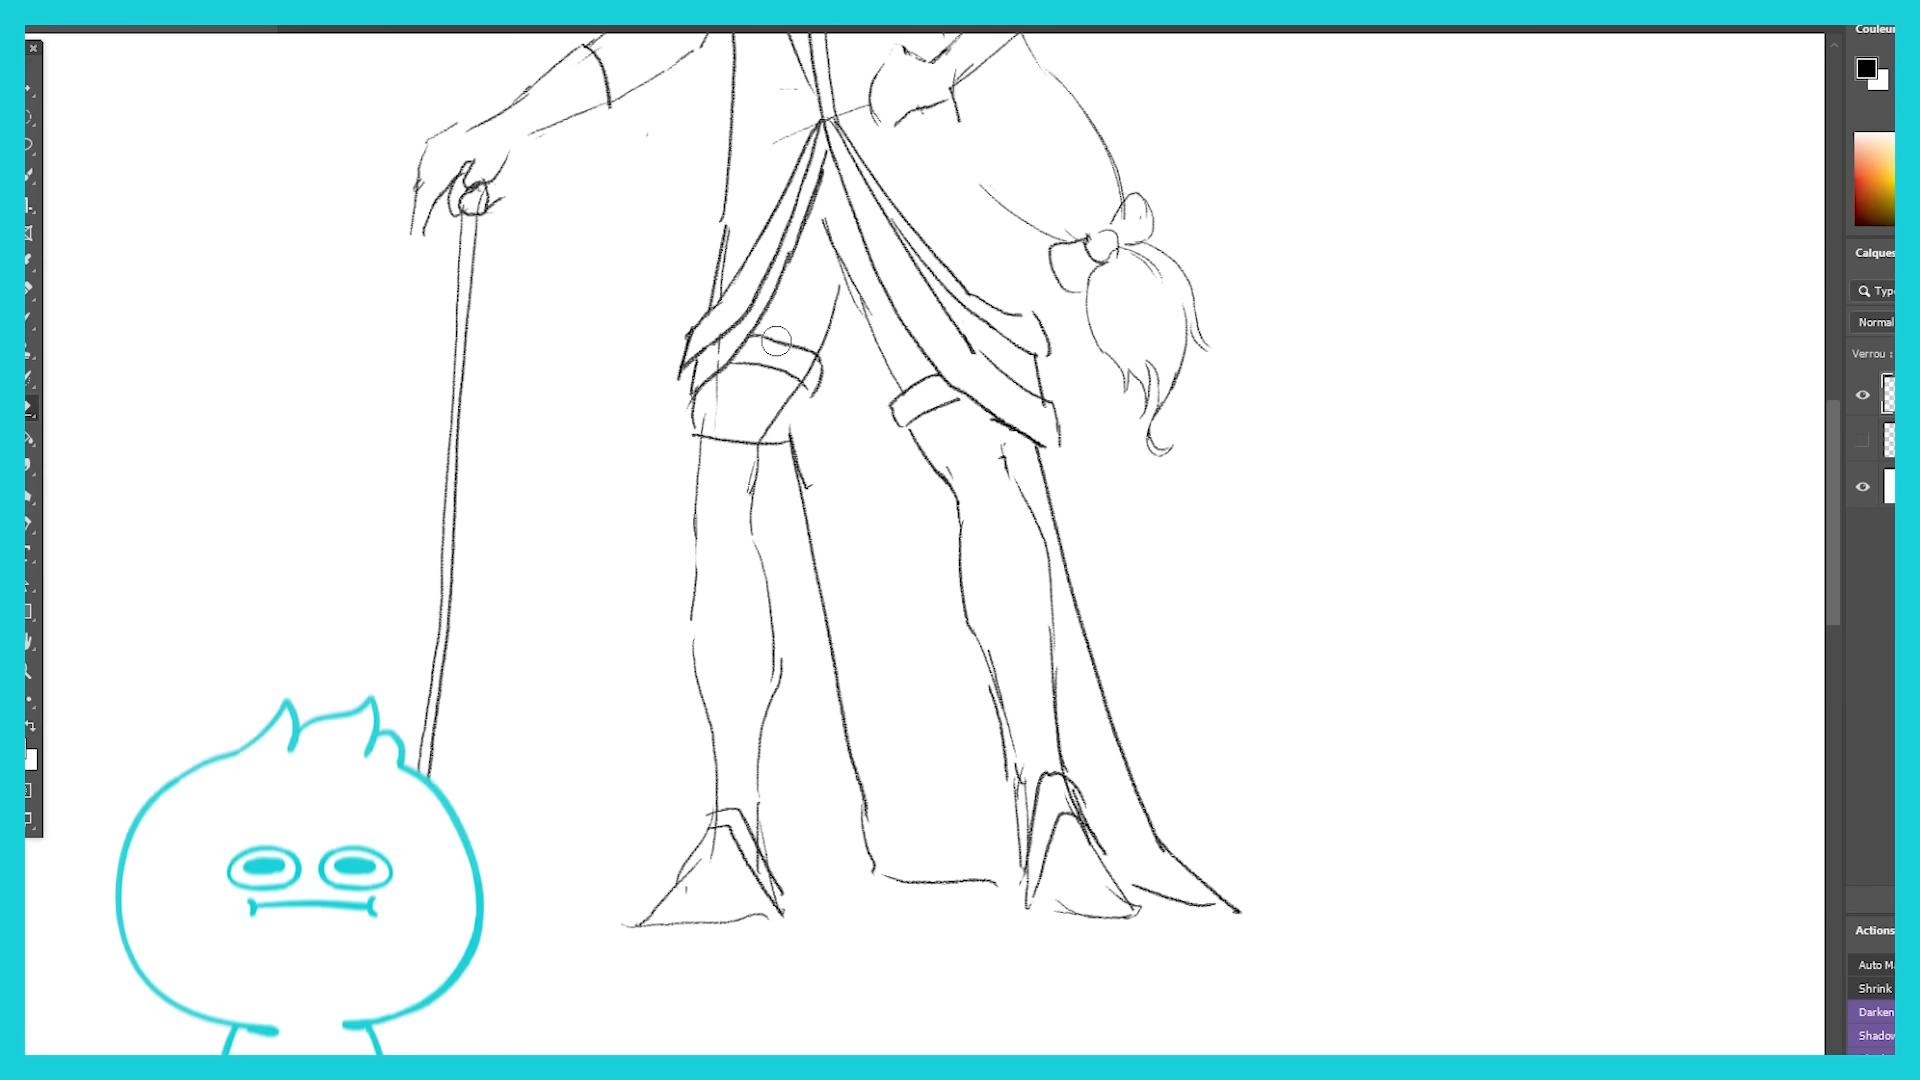 Couleur
Calques
Typ
Normal
Verrou :
Actions
Auto M
Shrink
Darken
Shadow